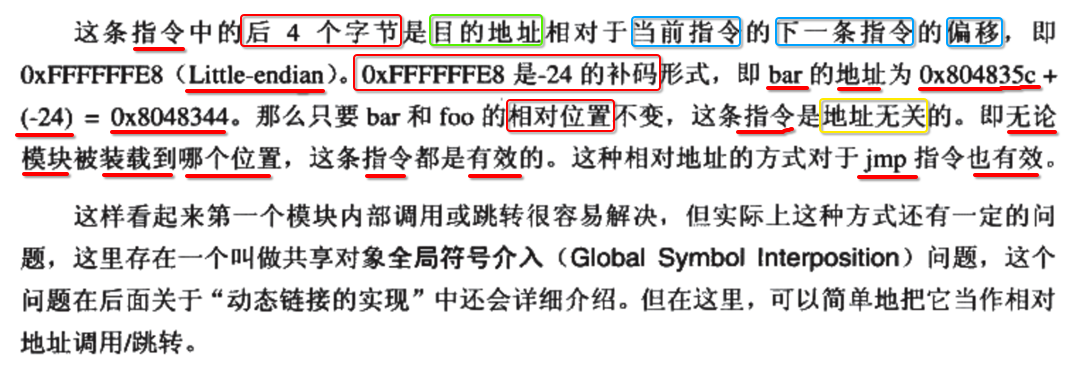 这条指令中的后 4 个字节是目的地址相对于当前指令的下一条指令的偏移，即
0xFFFFFFE8（Little-endian）。0xFFFFFFE8 是-24 的补码形式，即 bar 的地址为 0x804835c +
(-24) = 0x8048344。那么只要 bar 和 foo 的相对位置不变，这条指令是地址无关的。即无论
模块被装载到哪个位置，这条指令都是有效的。这种相对地址的方式对于 jmp 指令也有效。
这样看起来第一个模块内部调用或跳转很容易解决，但实际上这种方式还有一定的问
题，这里存在一个叫做共享对象全局符号介入（Global Symbol Interposition）问题，这个
问题在后面关于“动态链接的实现”中还会详细介绍。但在这里，可以简单地把它当作相对
地址调用/跳转。